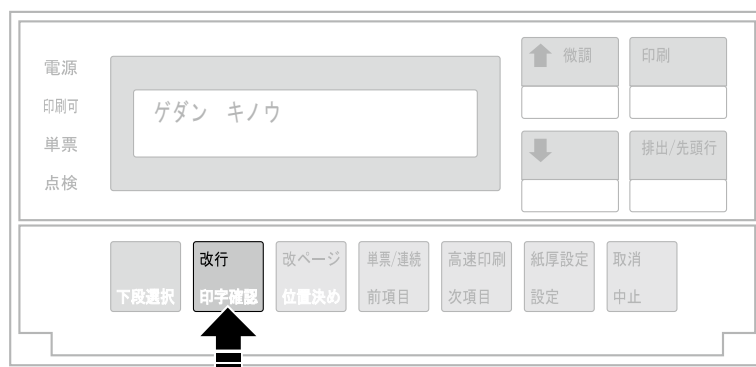 電源
印刷可
単票
点検
ゲダン キノウ
微調
印刷
排出/先頭行
下段選択
改行
印字確認
改ページ
位置決め
単票/連続
前項目
高速印刷
次項目
紙厚設定
設定
取消
中止